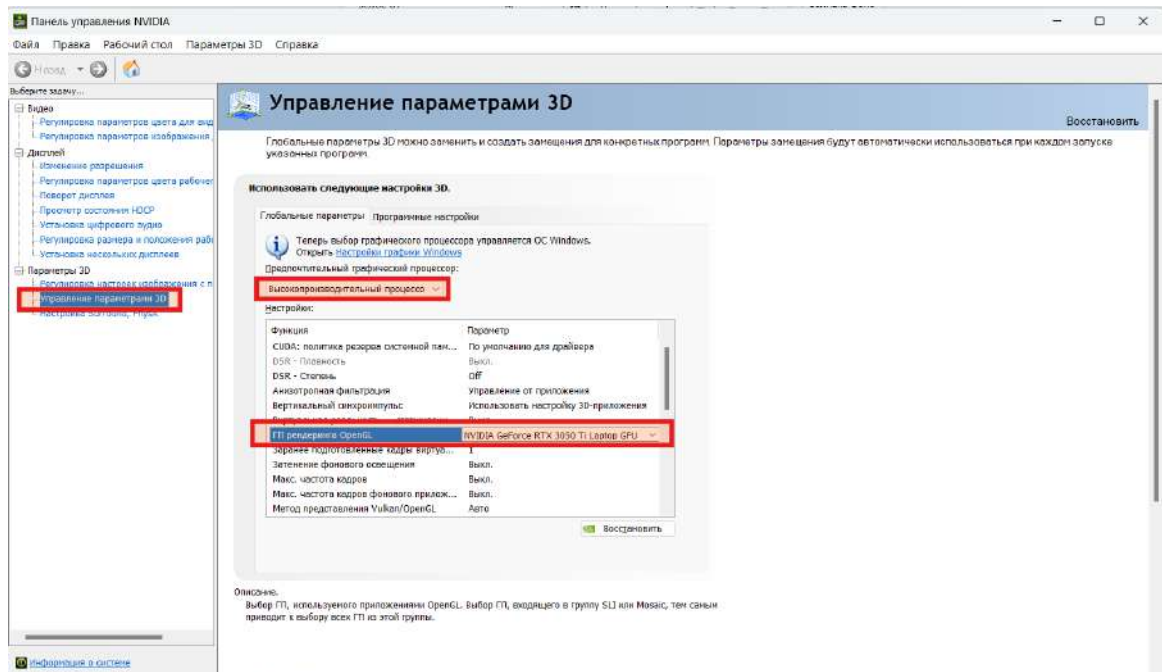 Панель управления NVIDIA
Файл Правка Рабочий стол Параметры 3D Справка
Назад
Выберите задачу...
Видео
Регулировка параметров цвета для вид
Регулировка параметров изображения
Дисплей
Изменение разрешения
Регулировка параметров цвета рабочег
Поворот дисплея
Просмотр состояния HDCP
Установка цифрового аудио
Регулировка размера и положения рабо
Установка нескольких дисплеев
Параметры 3D
Регулировка настроек изображения с п
Управление параметрами 3D
Настройка Surround, PhysX
Информация о системе
Управление параметрами 3D
Восстановить
Глобальные параметры 3D можно заменить и создать замещения для конкретных программ. Параметры замещения будут автоматически использоваться при каждом запуске
указанных программ.
Использовать следующие настройки 3D.
Глобальные параметры Программные настройки
Теперь выбор графического процессора управляется ОС Windows.
Открыть Настройки графики Windows
Предпочтительный графический процессор:
Высокопроизводительный процессо
Настройки:
Функция Параметр
CUDA: политика резерва системной пам... По умолчанию для драйвера
DSR - Плавность Выкл.
DSR - Степень Off
Анизотропная фильтрация Управление от приложения
Вертикальный синхроимпульс Использовать настройку 3D-приложения
ГП рендеринга OpenGL NVIDIA GeForce RTX 3050 Ti Laptop GPU
Заранее подготовленные кадры виртуа... 1
Затенение фонового освещения Выкл.
Макс. частота кадров Выкл.
Макс. частота кадров фонового прилож... Выкл.
Метод представления Vulkan/OpenGL Авто
Восстановить
Описание.
Выбор ГП, используемого приложениями OpenGL. Выбор ГП, входящего в группу SLI или Mosaic, тем самым
приводит к выбору всех ГП из этой группы.